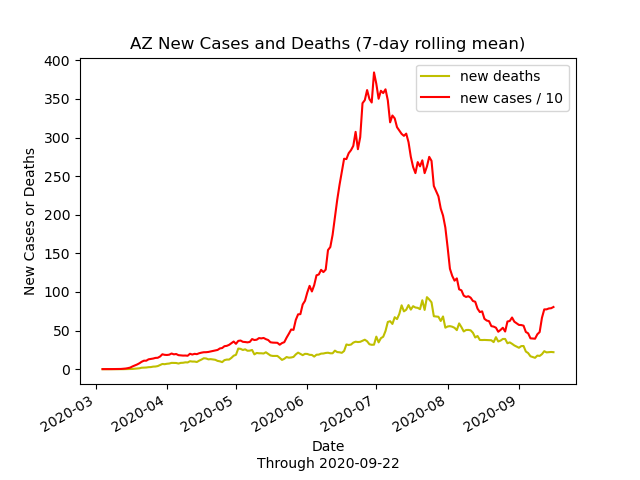 AZ New Cases and Deaths (7-day rolling mean)
new deaths
new cases / 10
400
350
300
250
200
150
100
50
0
New Cases or Deaths
2020-03
2020-04
2020-05
2020-06
2020-07
2020-08
2020-09
Date
Through 2020-09-22